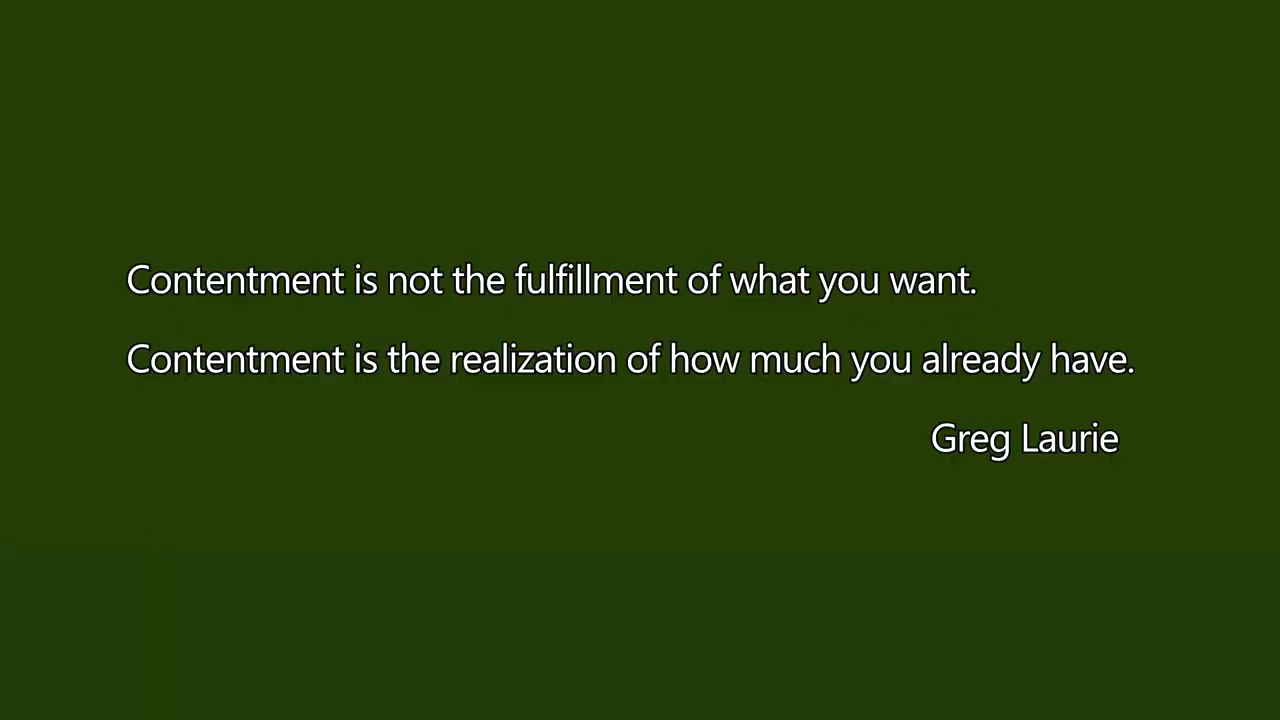 Contentment is not the fulfillment of what you want.
Contentment is the realization of how much you already have.
Greg Laurie